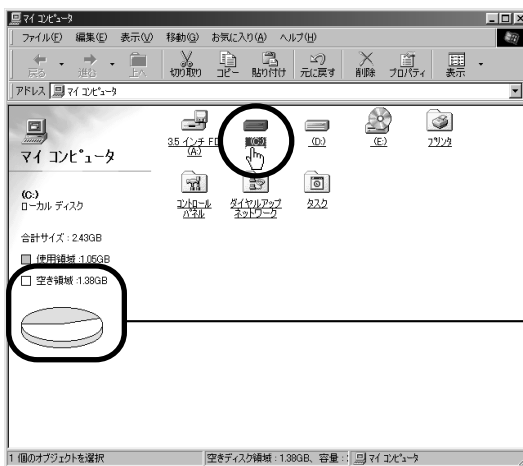 マイ コンピュータ
ファイル(F) 編集(E) 表示(V) 移動(G) お気に入り(A) ヘルプ(H)
戻る 進む 上へ 切り取り コピー 貼り付け 元に戻す 削除 プロパティ 表示
アドレス マイ コンピュータ
マイ コンピュータ
3.5 インチ FD (A:)
(C:)
(D:)
(E:)
プリンタ
コントロール パネル
ダイヤルアップ ネットワーク
タスク
(C:)
ローカル ディスク
合計サイズ : 2.43GB
使用領域 :1.05GB
空き領域 :1.38GB
1 個のオブジェクトを選択 空きディスク領域 : 1.38GB、容量 : マイ コンピュータ